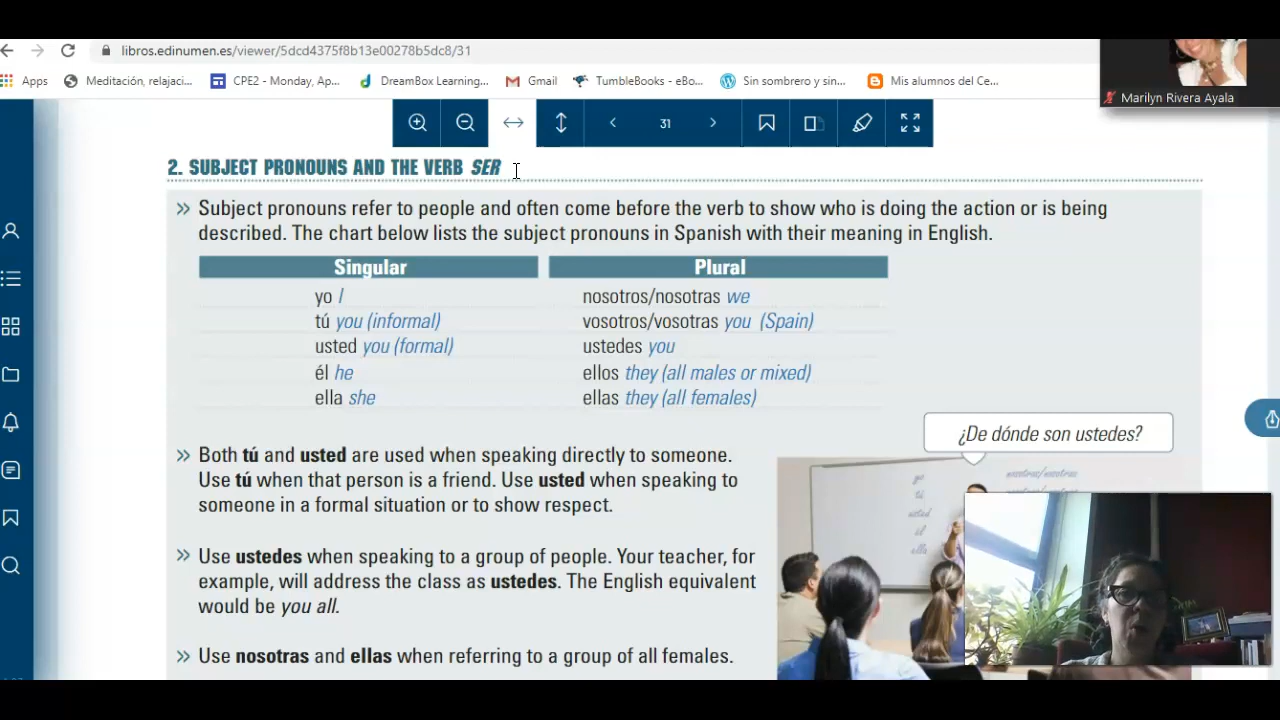 libros.edinumen.es/viewer/5dcd4375f8b13e00278b5dc8/31
Apps Meditación, relajaci... CPE2 - Monday, Ap... DreamBox Learning... Gmail TumbleBooks - eBo... Sin sombrero y sin... Mis alumnos del Ce...
Marilyn Rivera Ayala
31
2. SUBJECT PRONOUNS AND THE VERB SER
» Subject pronouns refer to people and often come before the verb to show who is doing the action or is being
described. The chart below lists the subject pronouns in Spanish with their meaning in English.
Singular Plural
yo I nosotros/nosotras we
tú you (informal) vosotros/vosotras you (Spain)
usted you (formal) ustedes you
él he ellos they (all males or mixed)
ella she ellas they (all females)
¿De dónde son ustedes?
» Both tú and usted are used when speaking directly to someone.
Use tú when that person is a friend. Use usted when speaking to
someone in a formal situation or to show respect.
yo nosotros/nosotras
tú
usted
él
ella
» Use ustedes when speaking to a group of people. Your teacher, for
example, will address the class as ustedes. The English equivalent
would be you all.
» Use nosotras and ellas when referring to a group of all females.